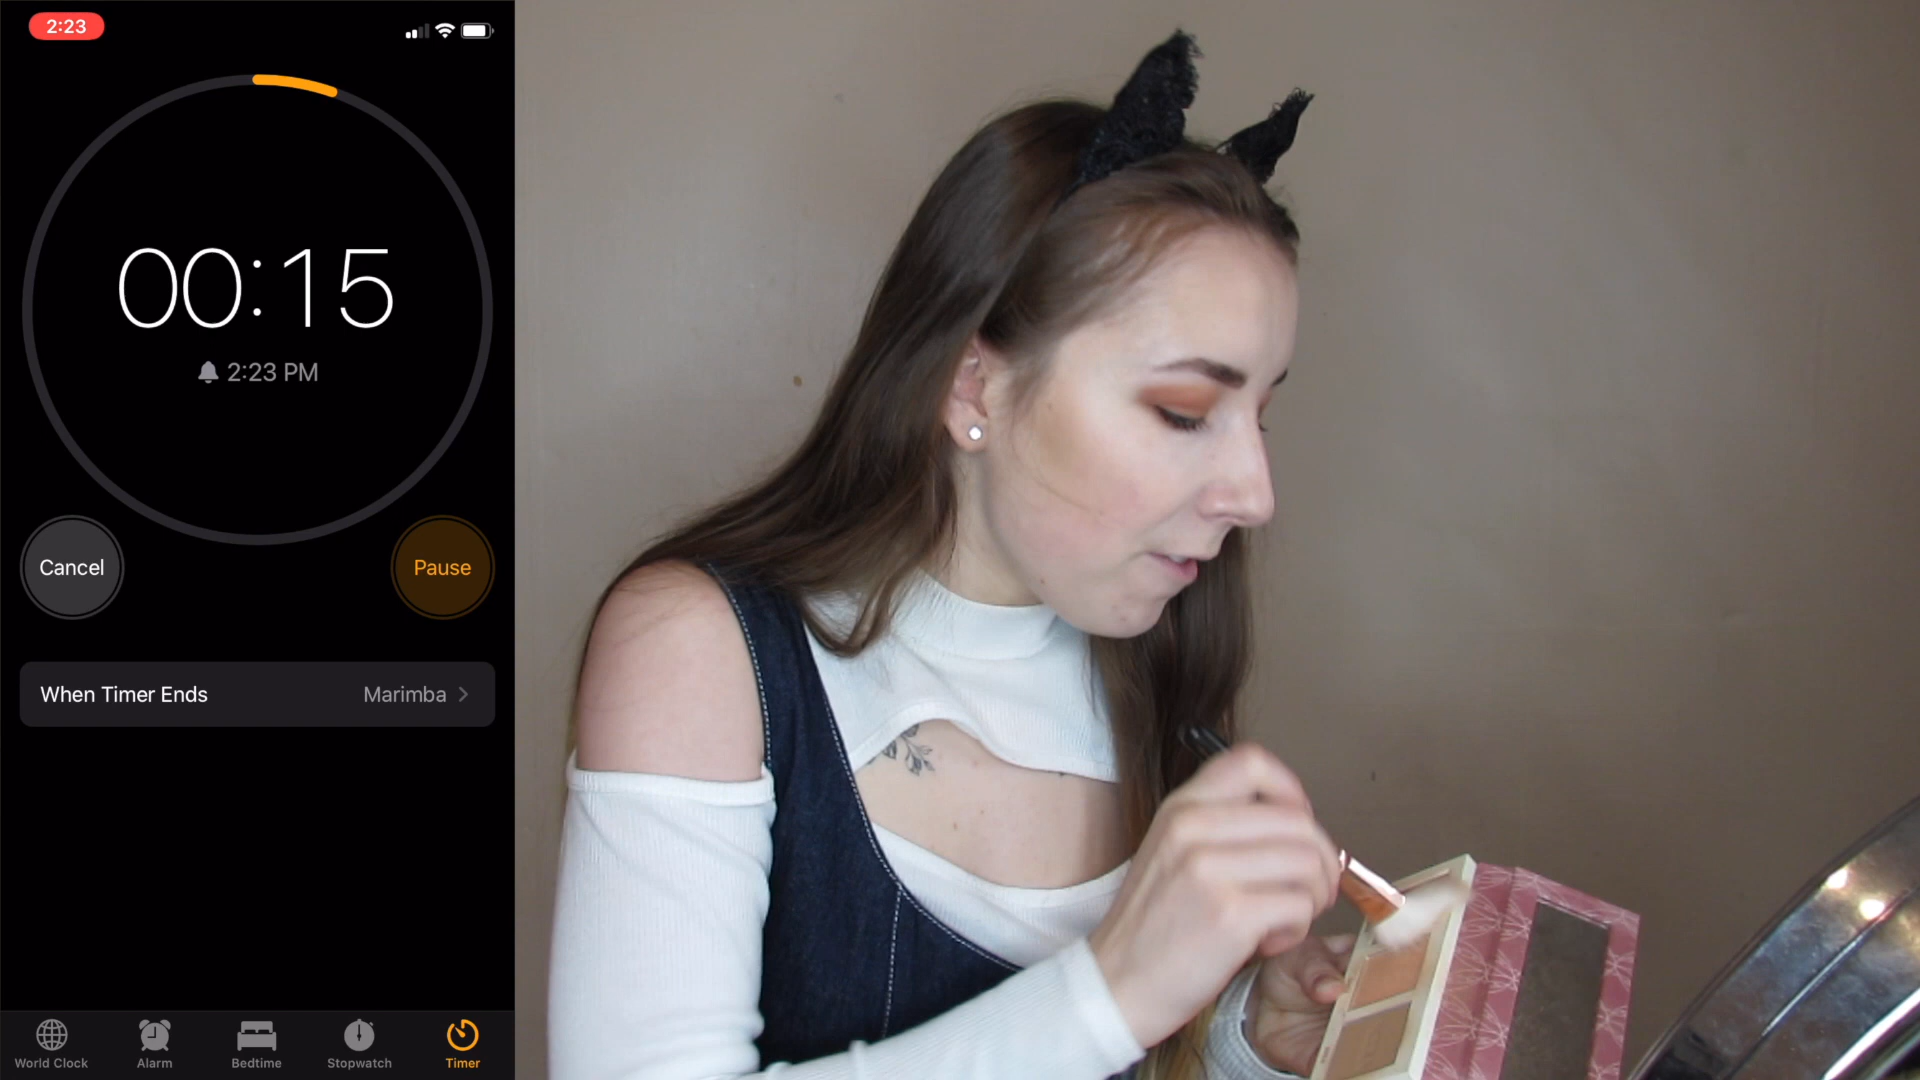 2:23
00:15
2:23 PM
Cancel
Pause
When Timer Ends
Marimba
World Clock
Alarm
Bedtime
Stopwatch
Timer